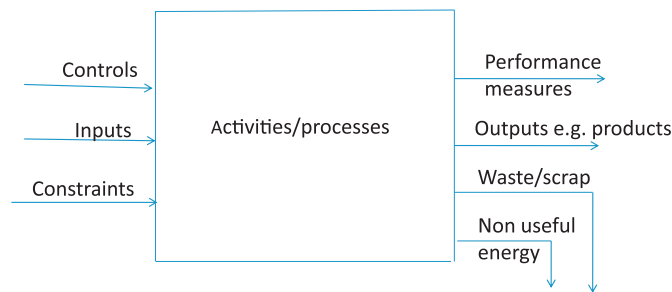 Controls
Inputs
Constraints
Activities/processes
Performance
measures
Outputs e.g. products
Waste/scrap
Non useful
energy